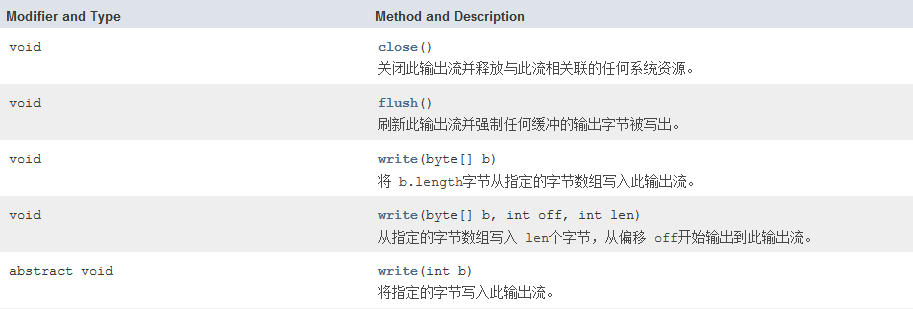 Modifier and Type Method and Description
void close()
关闭此输出流并释放与此流相关联的任何系统资源。
void flush()
刷新此输出流并强制任何缓冲的输出字节被写出。
void write(byte[] b)
将 b.length字节从指定的字节数组写入此输出流。
void write(byte[] b, int off, int len)
从指定的字节数组写入 len个字节，从偏移 off开始输出到此输出流。
abstract void write(int b)
将指定的字节写入此输出流。